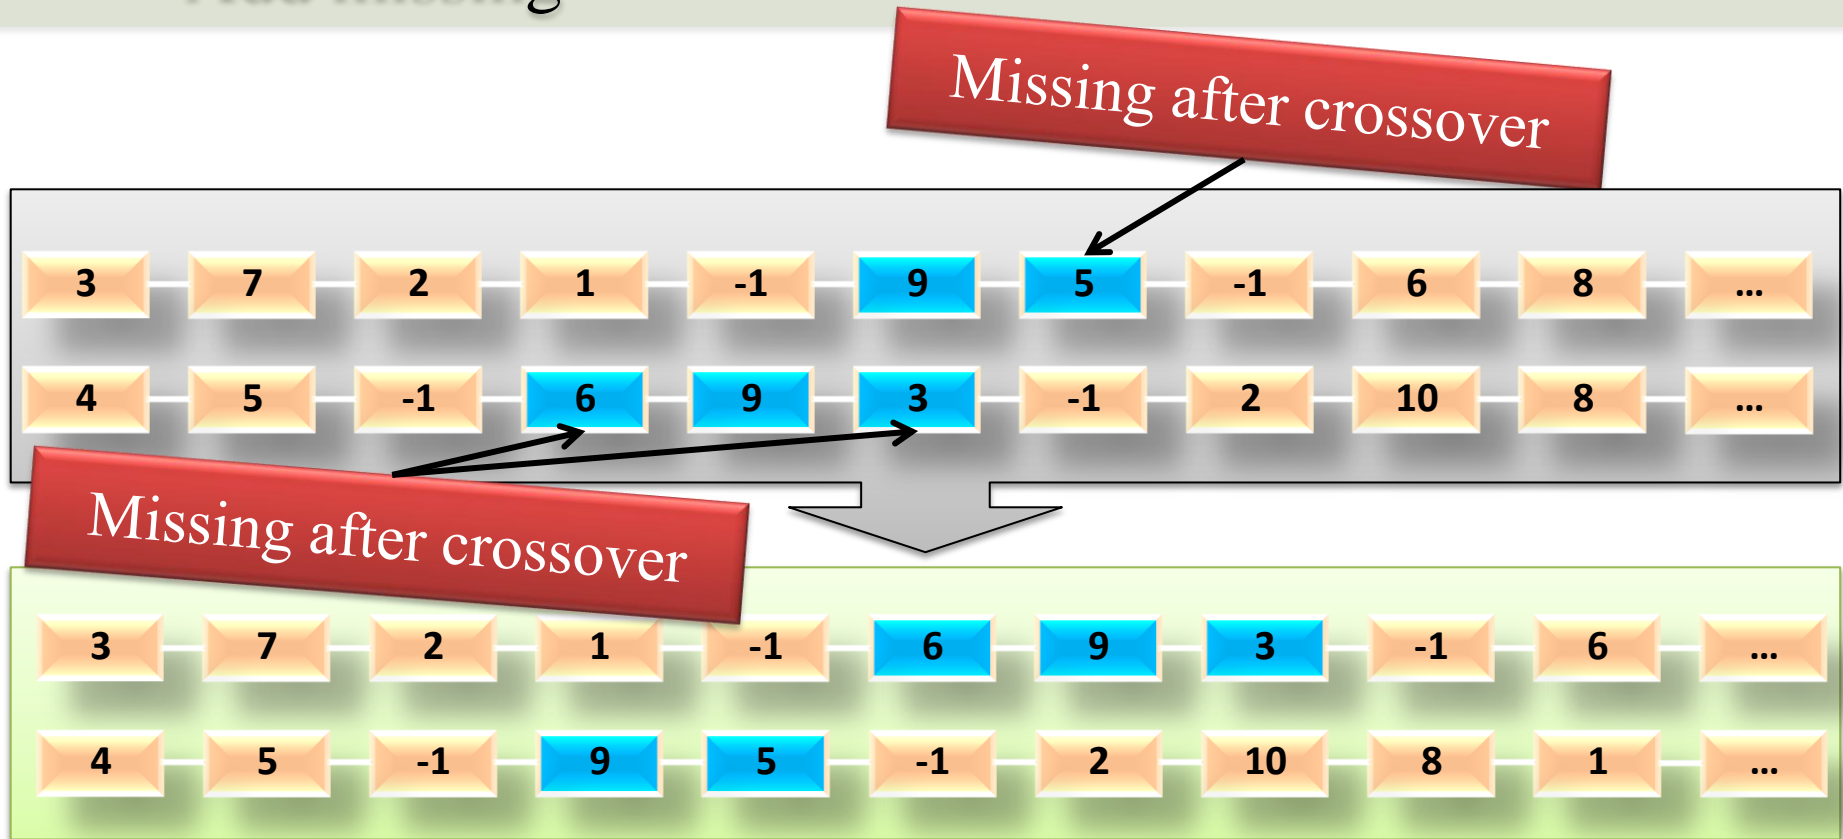 Add missing
Missing after crossover
3 7 2 1 -1 9 5 -1 6 8 ...
4 5 -1 6 9 3 -1 2 10 8 ...
Missing after crossover
3 7 2 1 -1 6 9 3 -1 6 ...
4 5 -1 9 5 -1 2 10 8 1 ...